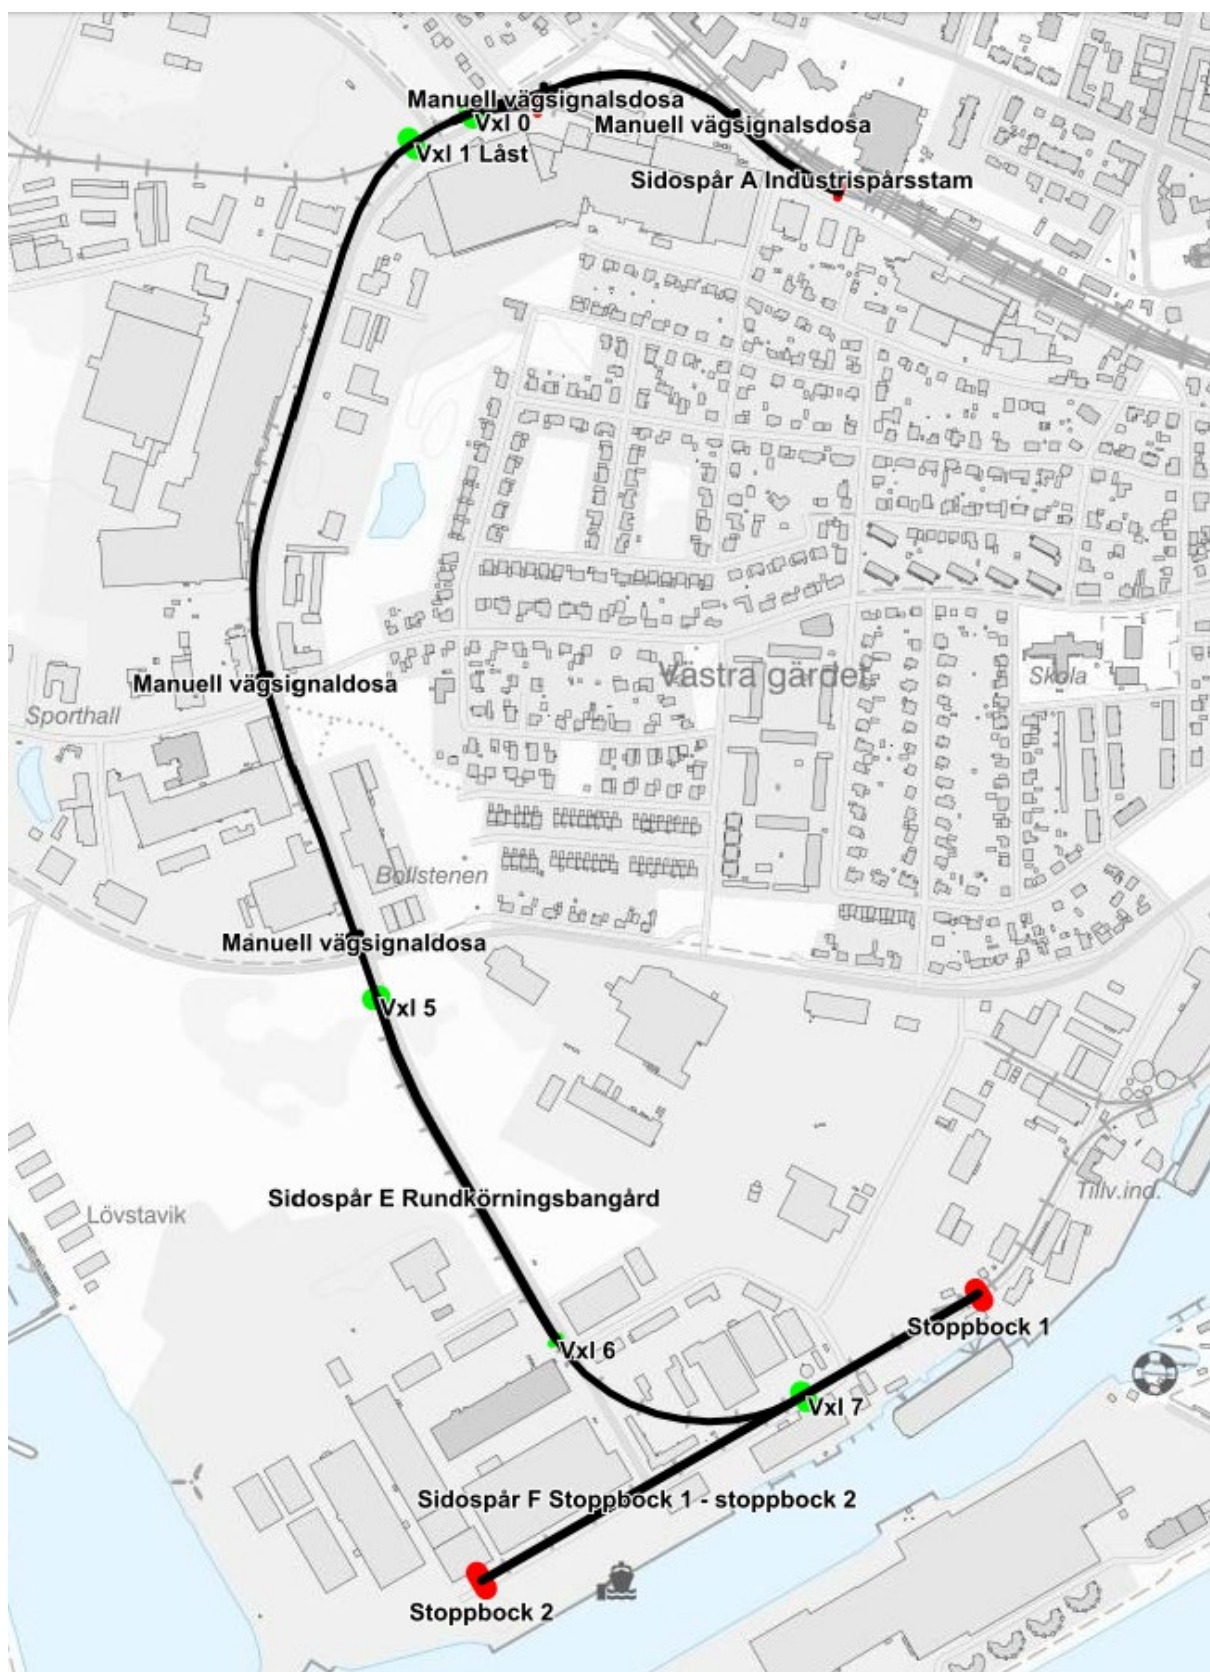 Manuell vägsignalsdosa
Vxl 0
Manuell vägsignalsdosa
Vxl 1 Låst
Sidospår A Industrispårsstam
Västra gärdet
Skola
Manuell vägsignaldosa
Sporthall
Bollstenen
Manuell vägsignaldosa
Vxl 5
Sidospår E Rundkörningsbangård
Tillv.ind.
Lövstavik
Stoppbock 1
Vxl 6
Vxl 7
Sidospår F Stoppbock 1 - stoppbock 2
Stoppbock 2